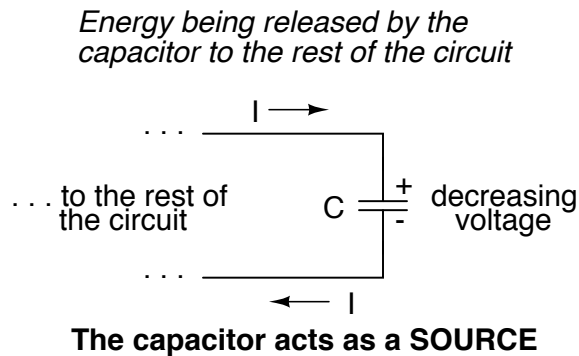 Energy being released by the
capacitor to the rest of the circuit
I
. . .
. . . to the rest of
the circuit
C
+
-
decreasing
voltage
. . .
I
The capacitor acts as a SOURCE